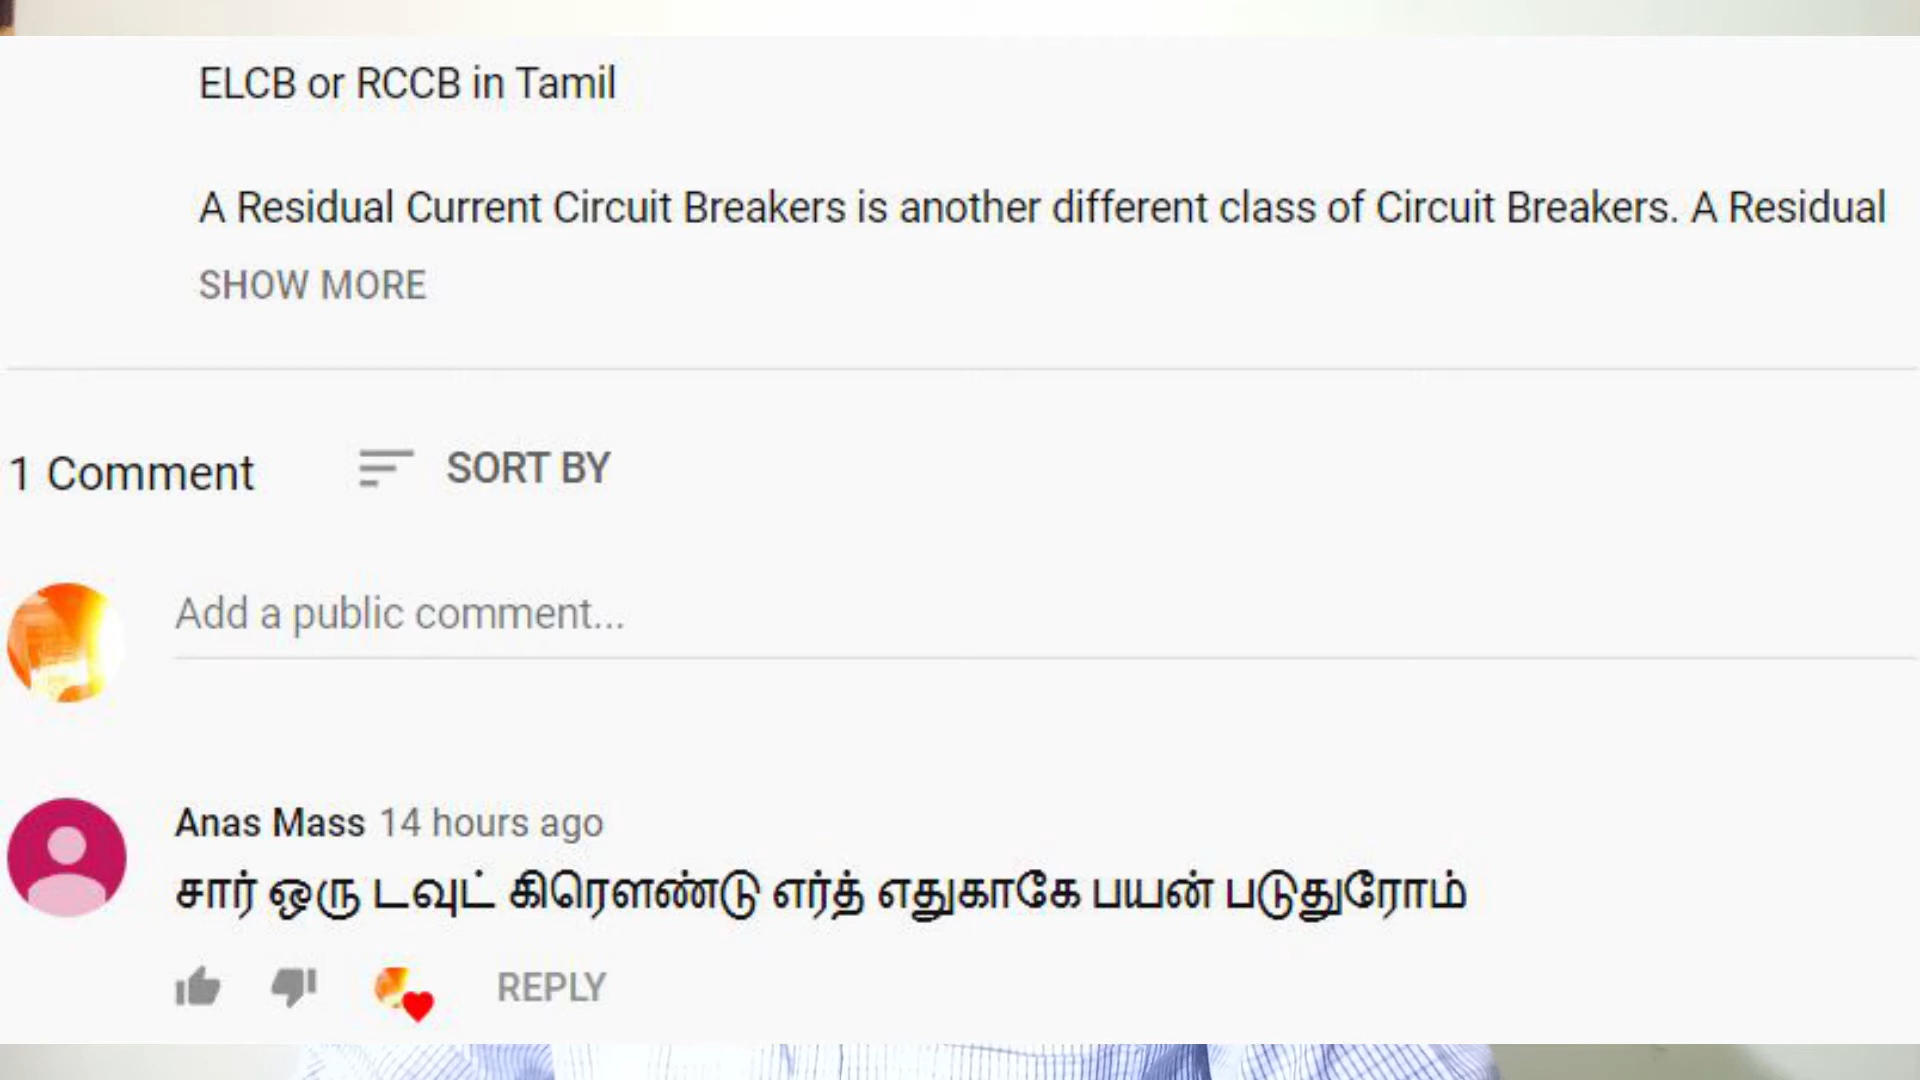 ELCB or RCCB in Tamil
A Residual Current Circuit Breakers is another different class of Circuit Breakers. A Residual
SHOW MORE
1 Comment SORT BY
Add a public comment...
Anas Mass 14 hours ago
சார் ஒரு டவுட் கிரௌண்டு எர்த் எதுகாகே பயன் படுதுரோம்
REPLY